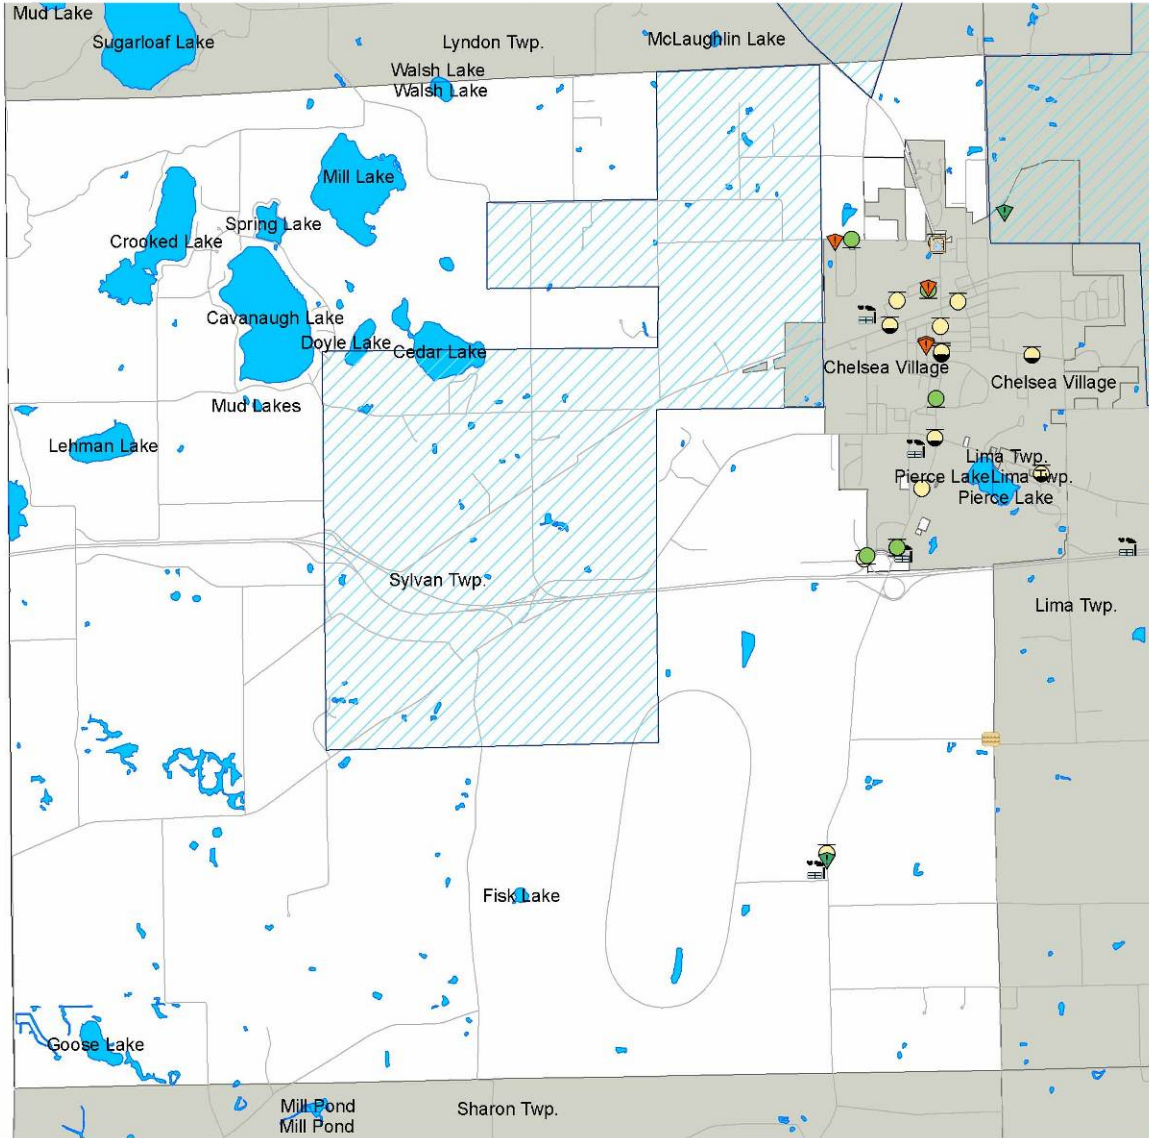 Mud Lake
Sugarloaf Lake
Lyndon Twp.
McLaughlin Lake
Walsh Lake
Walsh Lake
Mill Lake
Spring Lake
Crooked Lake
Cavanaugh Lake
Doyle Lake
Cedar Lake
Chelsea Village
Chelsea Village
Mud Lakes
Lehman Lake
Lima Twp.
Pierce Lake Lima Twp.
Pierce Lake
Sylvan Twp.
Lima Twp.
Fisk Lake
Goose Lake
Mill Pond
Sharon Twp.
Mill Pond